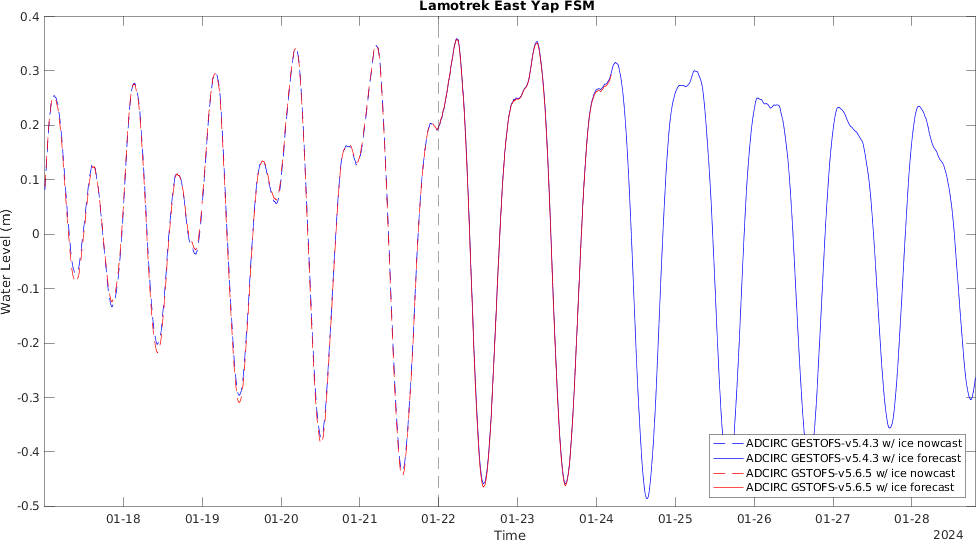 Lamotrek East Yap FSM
0.4
0.3
0.2
0.1
0
-0.1
-0.2
-0.3
-0.4
-0.5
Water Level (m)
ADCIRC GESTOFS-v5.4.3 w/ ice nowcast
ADCIRC GESTOFS-v5.4.3 w/ ice forecast
ADCIRC GSTOFS-v5.6.5 w/ ice nowcast
ADCIRC GSTOFS-v5.6.5 w/ ice forecast
01-18 01-19 01-20 01-21 01-22 01-23 01-24 01-25 01-26 01-27 01-28
Time
2024